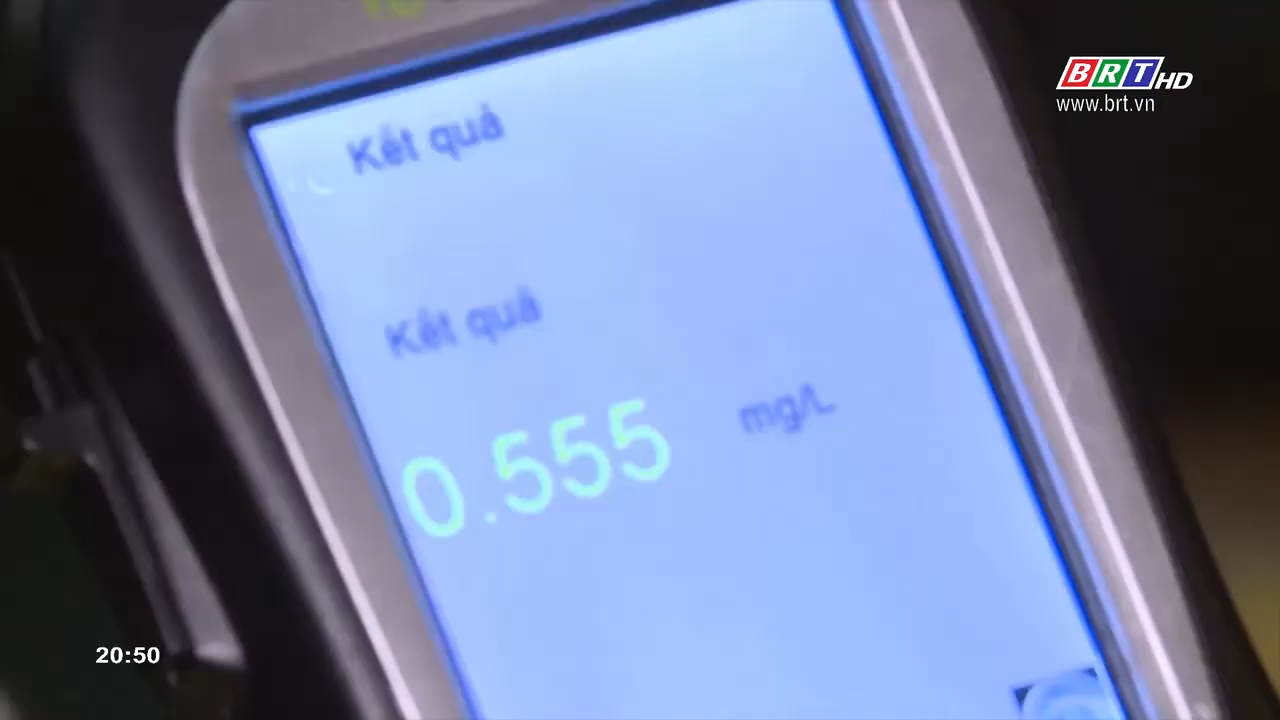 BRT HD
www.brt.vn
Kết quả
Kết quả
0.555 mg/L
20:50